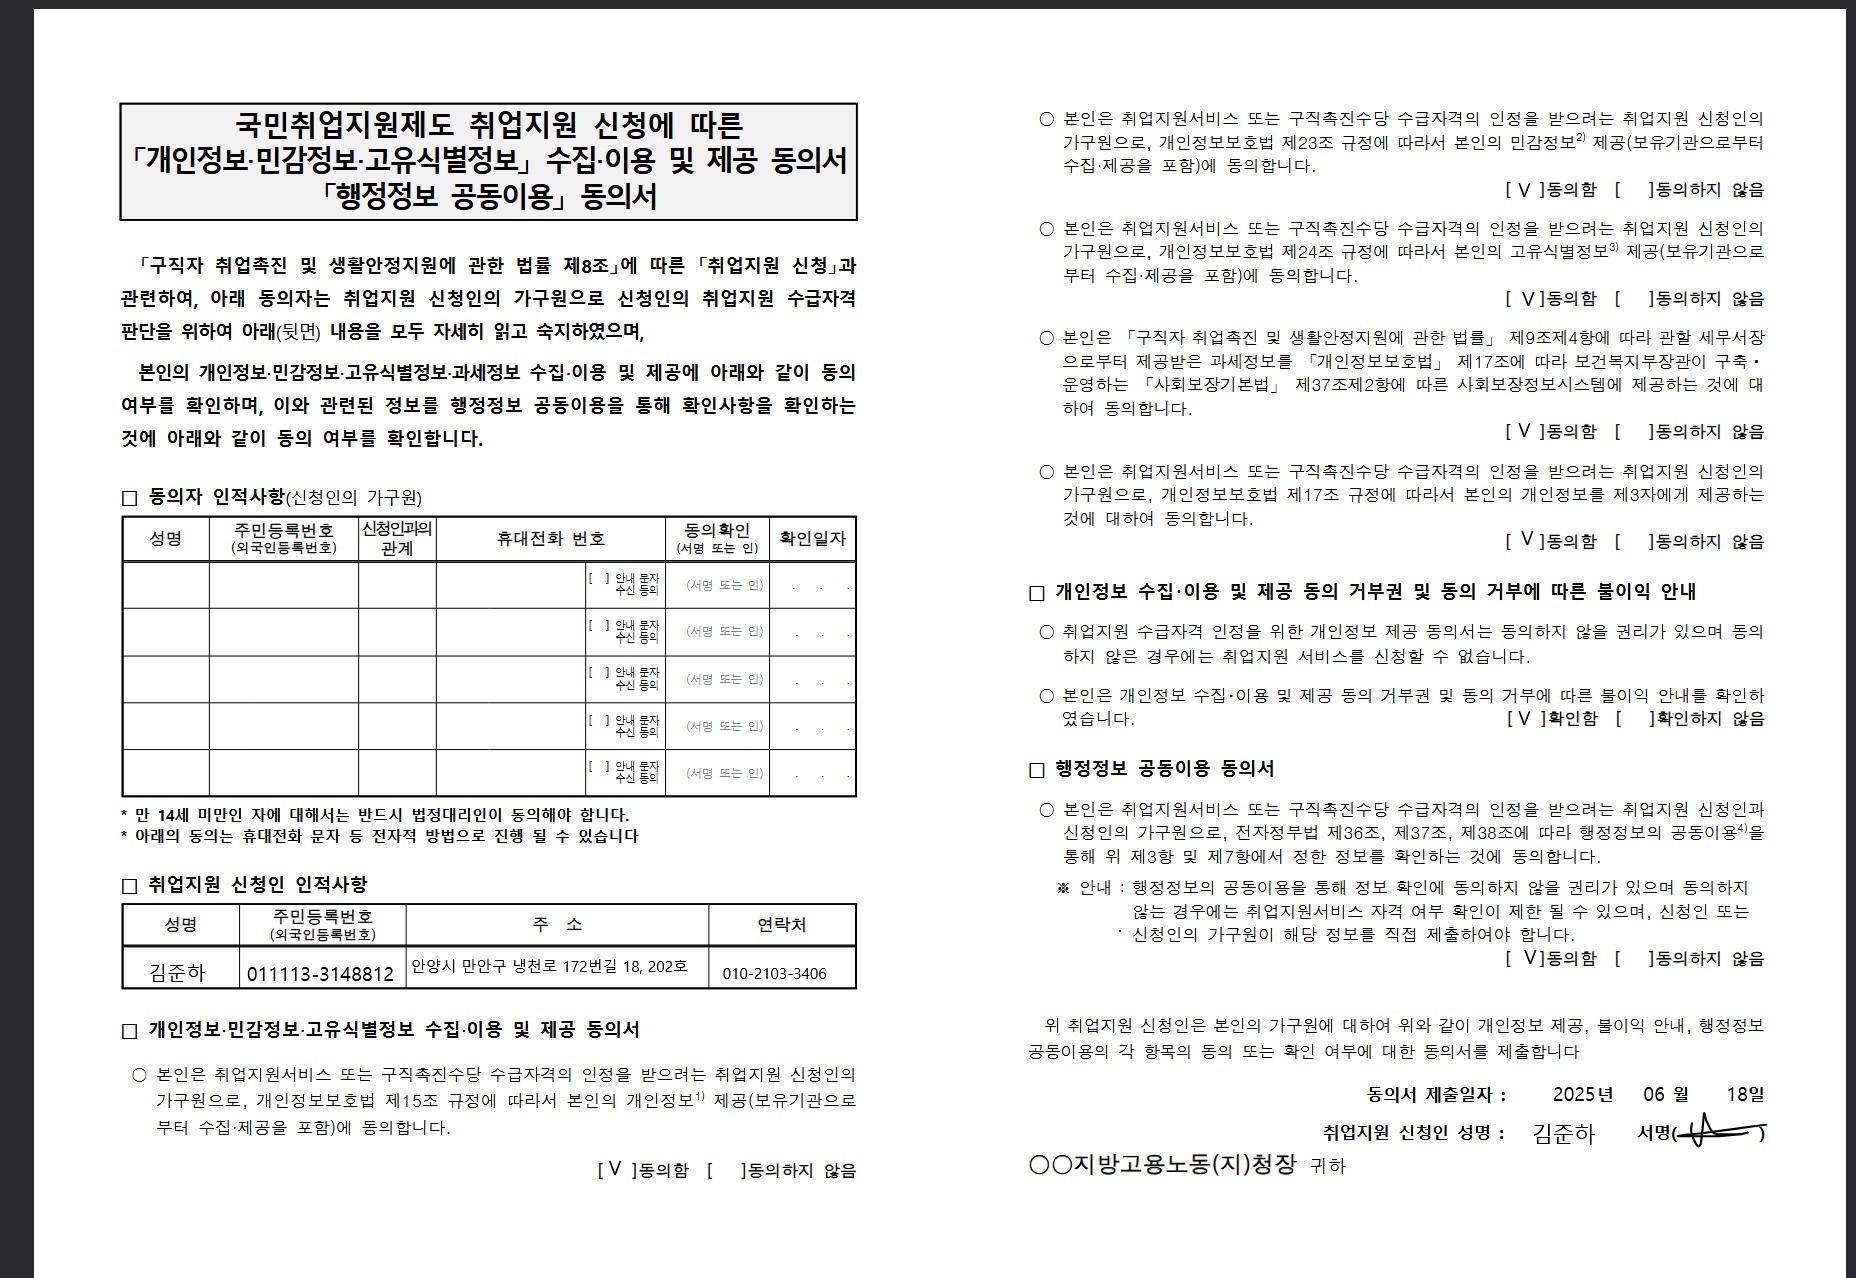 국민취업지원제도 취업지원 신청에 따른
「개인정보·민감정보·고유식별정보」 수집·이용 및 제공 동의서
「행정정보 공동이용」 동의서
「구직자 취업촉진 및 생활안정지원에 관한 법률 제8조」에 따른 「취업지원 신청」과
관련하여, 아래 동의자는 취업지원 신청인의 가구원으로 신청인의 취업지원 수급자격
판단을 위하여 아래(뒷면) 내용을 모두 자세히 읽고 숙지하였으며,
본인의 개인정보·민감정보·고유식별정보·과세정보 수집·이용 및 제공에 아래와 같이 동의
여부를 확인하며, 이와 관련된 정보를 행정정보 공동이용을 통해 확인사항을 확인하는
것에 아래와 같이 동의 여부를 확인합니다.
□ 동의자 인적사항(신청인의 가구원)
성명 주민등록번호 (외국인등록번호) 신청인과의 관계 휴대전화 번호 동의확인 (서명 또는 인) 확인일자
[ ] 안내 문자 수신 동의 (서명 또는 인) . . .
[ ] 안내 문자 수신 동의 (서명 또는 인) . . .
[ ] 안내 문자 수신 동의 (서명 또는 인) . . .
[ ] 안내 문자 수신 동의 (서명 또는 인) . . .
[ ] 안내 문자 수신 동의 (서명 또는 인) . . .
* 만 14세 미만인 자에 대해서는 반드시 법정대리인이 동의해야 합니다.
* 아래의 동의는 휴대전화 문자 등 전자적 방법으로 진행 될 수 있습니다
□ 취업지원 신청인 인적사항
성명 주민등록번호 (외국인등록번호) 주 소 연락처
김준하 011113-3148812 안양시 만안구 냉천로 172번길 18, 202호 010-2103-3406
□ 개인정보·민감정보·고유식별정보 수집·이용 및 제공 동의서
○ 본인은 취업지원서비스 또는 구직촉진수당 수급자격의 인정을 받으려는 취업지원 신청인의
가구원으로, 개인정보보호법 제15조 규정에 따라서 본인의 개인정보1) 제공(보유기관으로
부터 수집·제공을 포함)에 동의합니다.
[ V ]동의함 [ ]동의하지 않음
○ 본인은 취업지원서비스 또는 구직촉진수당 수급자격의 인정을 받으려는 취업지원 신청인의
가구원으로, 개인정보보호법 제23조 규정에 따라서 본인의 민감정보2) 제공(보유기관으로부터
수집·제공을 포함)에 동의합니다.
[ V ]동의함 [ ]동의하지 않음
○ 본인은 취업지원서비스 또는 구직촉진수당 수급자격의 인정을 받으려는 취업지원 신청인의
가구원으로, 개인정보보호법 제24조 규정에 따라서 본인의 고유식별정보3) 제공(보유기관으로
부터 수집·제공을 포함)에 동의합니다.
[ V ]동의함 [ ]동의하지 않음
○ 본인은 「구직자 취업촉진 및 생활안정지원에 관한 법률」 제9조제4항에 따라 관할 세무서장
으로부터 제공받은 과세정보를 「개인정보보호법」 제17조에 따라 보건복지부장관이 구축·
운영하는 「사회보장기본법」 제37조제2항에 따른 사회보장정보시스템에 제공하는 것에 대
하여 동의합니다.
[ V ]동의함 [ ]동의하지 않음
○ 본인은 취업지원서비스 또는 구직촉진수당 수급자격의 인정을 받으려는 취업지원 신청인의
가구원으로, 개인정보보호법 제17조 규정에 따라서 본인의 개인정보를 제3자에게 제공하는
것에 대하여 동의합니다.
[ V ]동의함 [ ]동의하지 않음
□ 개인정보 수집·이용 및 제공 동의 거부권 및 동의 거부에 따른 불이익 안내
○ 취업지원 수급자격 인정을 위한 개인정보 제공 동의서는 동의하지 않을 권리가 있으며 동의
하지 않은 경우에는 취업지원 서비스를 신청할 수 없습니다.
○ 본인은 개인정보 수집·이용 및 제공 동의 거부권 및 동의 거부에 따른 불이익 안내를 확인하
였습니다. [ V ]확인함 [ ]확인하지 않음
□ 행정정보 공동이용 동의서
○ 본인은 취업지원서비스 또는 구직촉진수당 수급자격의 인정을 받으려는 취업지원 신청인과
신청인의 가구원으로, 전자정부법 제36조, 제37조, 제38조에 따라 행정정보의 공동이용4)을
통해 위 제3항 및 제7항에서 정한 정보를 확인하는 것에 동의합니다.
※ 안내 : 행정정보의 공동이용을 통해 정보 확인에 동의하지 않을 권리가 있으며 동의하지
않는 경우에는 취업지원서비스 자격 여부 확인이 제한 될 수 있으며, 신청인 또는
신청인의 가구원이 해당 정보를 직접 제출하여야 합니다.
[ V ]동의함 [ ]동의하지 않음
위 취업지원 신청인은 본인의 가구원에 대하여 위와 같이 개인정보 제공, 불이익 안내, 행정정보
공동이용의 각 항목의 동의 또는 확인 여부에 대한 동의서를 제출합니다
동의서 제출일자 : 2025년 06 월 18일
취업지원 신청인 성명 : 김준하 서명( )
○○지방고용노동(지)청장 귀하